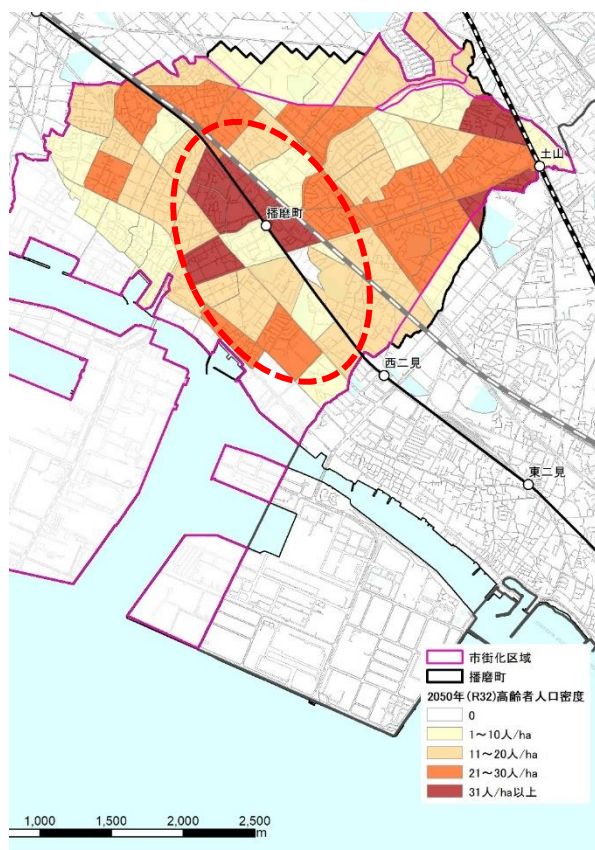 土山
播磨町
西二見
東二見
市街化区域
播磨町
2050年(R32)高齢者人口密度
0
1～10人/ha
11～20人/ha
21～30人/ha
31人/ha以上
1,000 1,500 2,000 2,500
m